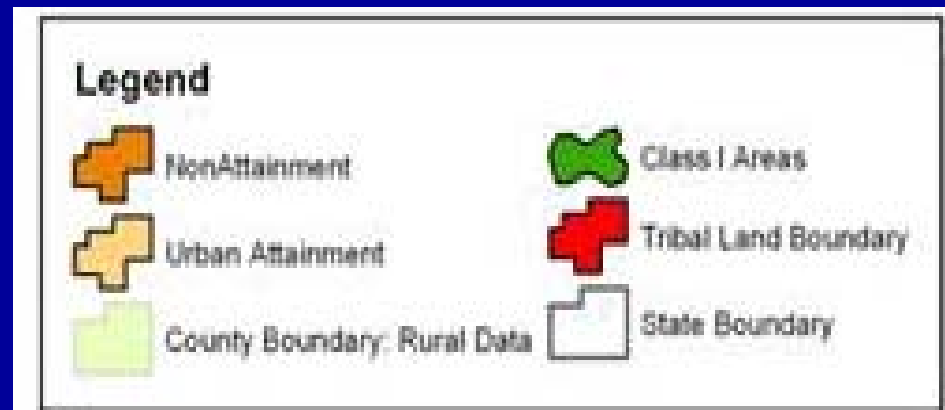 Legend
NonAttainment
Urban Attainment
County Boundary: Rural Data
Class I Areas
Tribal Land Boundary
State Boundary